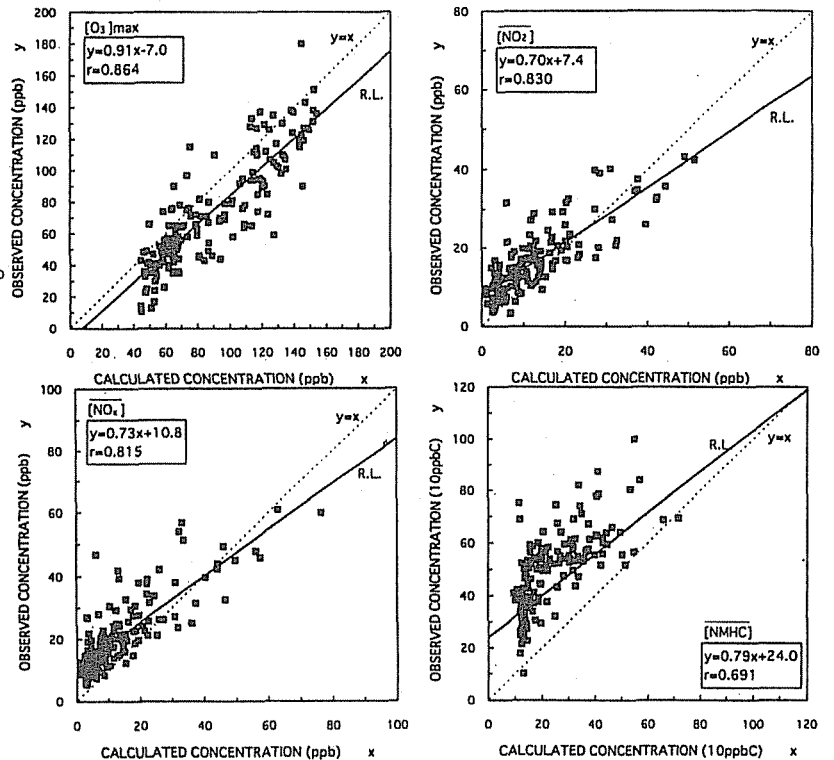 [O₃]max
y=0.91x-7.0
r=0.864
y=x
R.L.
OBSERVED CONCENTRATION (ppb) y
200
180
160
140
120
100
80
60
40
20
0
0 20 40 60 80 100 120 140 160 180 200
CALCULATED CONCENTRATION (ppb) x
[NO₂]
y=0.70x+7.4
r=0.830
y=x
R.L.
OBSERVED CONCENTRATION (ppb) y
80
60
40
20
0
0 20 40 60 80
CALCULATED CONCENTRATION (ppb) x
[NOₓ]
y=0.73x+10.8
r=0.815
y=x
R.L.
OBSERVED CONCENTRATION (ppb) y
100
80
60
40
20
0
0 20 40 60 80 100
CALCULATED CONCENTRATION (ppb) x
R.L.
y=x
[NMHC]
y=0.79x+24.0
r=0.691
OBSERVED CONCENTRATION (10ppbC) y
120
100
80
60
40
20
0
0 20 40 60 80 100 120
CALCULATED CONCENTRATION (10ppbC) x